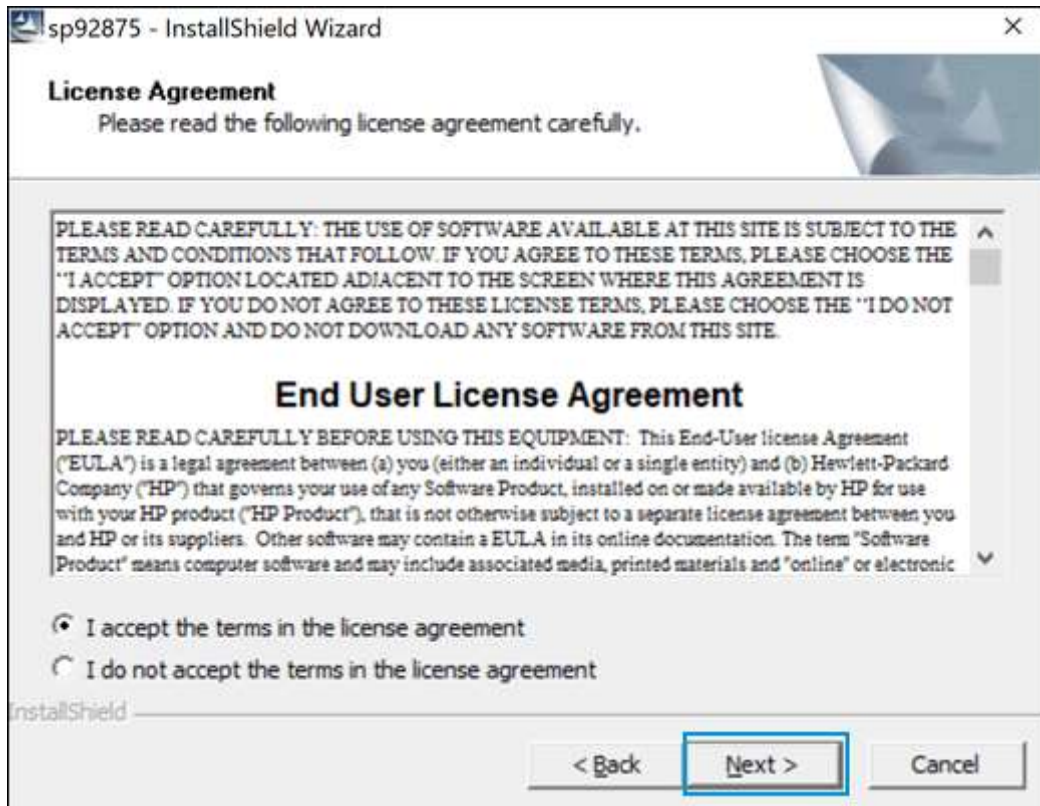 sp92875 - InstallShield Wizard
License Agreement
Please read the following license agreement carefully.
PLEASE READ CAREFULLY: THE USE OF SOFTWARE AVAILABLE AT THIS SITE IS SUBJECT TO THE
TERMS AND CONDITIONS THAT FOLLOW. IF YOU AGREE TO THESE TERMS, PLEASE CHOOSE THE
''I ACCEPT'' OPTION LOCATED ADJACENT TO THE SCREEN WHERE THIS AGREEMENT IS
DISPLAYED. IF YOU DO NOT AGREE TO THESE LICENSE TERMS, PLEASE CHOOSE THE ''I DO NOT
ACCEPT'' OPTION AND DO NOT DOWNLOAD ANY SOFTWARE FROM THIS SITE.
End User License Agreement
PLEASE READ CAREFULLY BEFORE USING THIS EQUIPMENT: This End-User license Agreement
("EULA") is a legal agreement between (a) you (either an individual or a single entity) and (b) Hewlett-Packard
Company ("HP") that governs your use of any Software Product, installed on or made available by HP for use
with your HP product ("HP Product"), that is not otherwise subject to a separate license agreement between you
and HP or its suppliers. Other software may contain a EULA in its online documentation. The term "Software
Product" means computer software and may include associated media, printed materials and "online" or electronic
I accept the terms in the license agreement
I do not accept the terms in the license agreement
InstallShield
< Back
Next >
Cancel